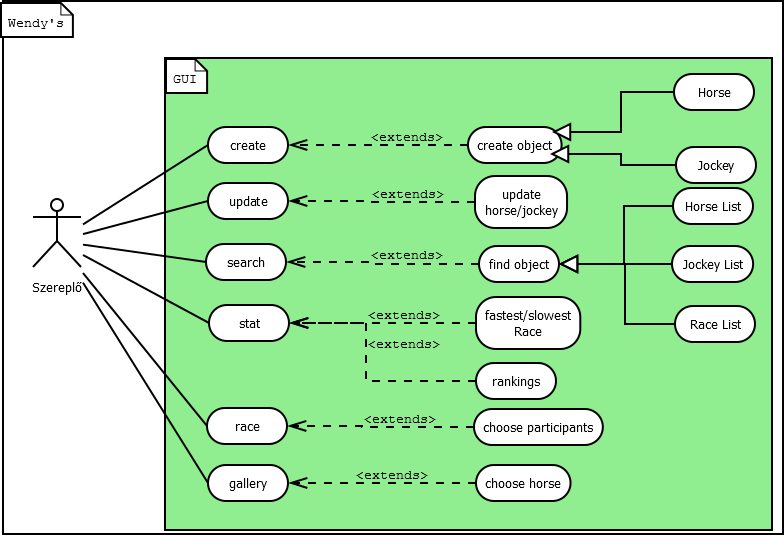 Wendy's
GUI
Horse
create
<extends>
create object
Jockey
update
<extends>
update
horse/jockey
Horse List
search
<extends>
find object
Jockey List
Szereplő
stat
<extends>
fastest/slowest
Race
Race List
<extends>
rankings
race
<extends>
choose participants
gallery
<extends>
choose horse